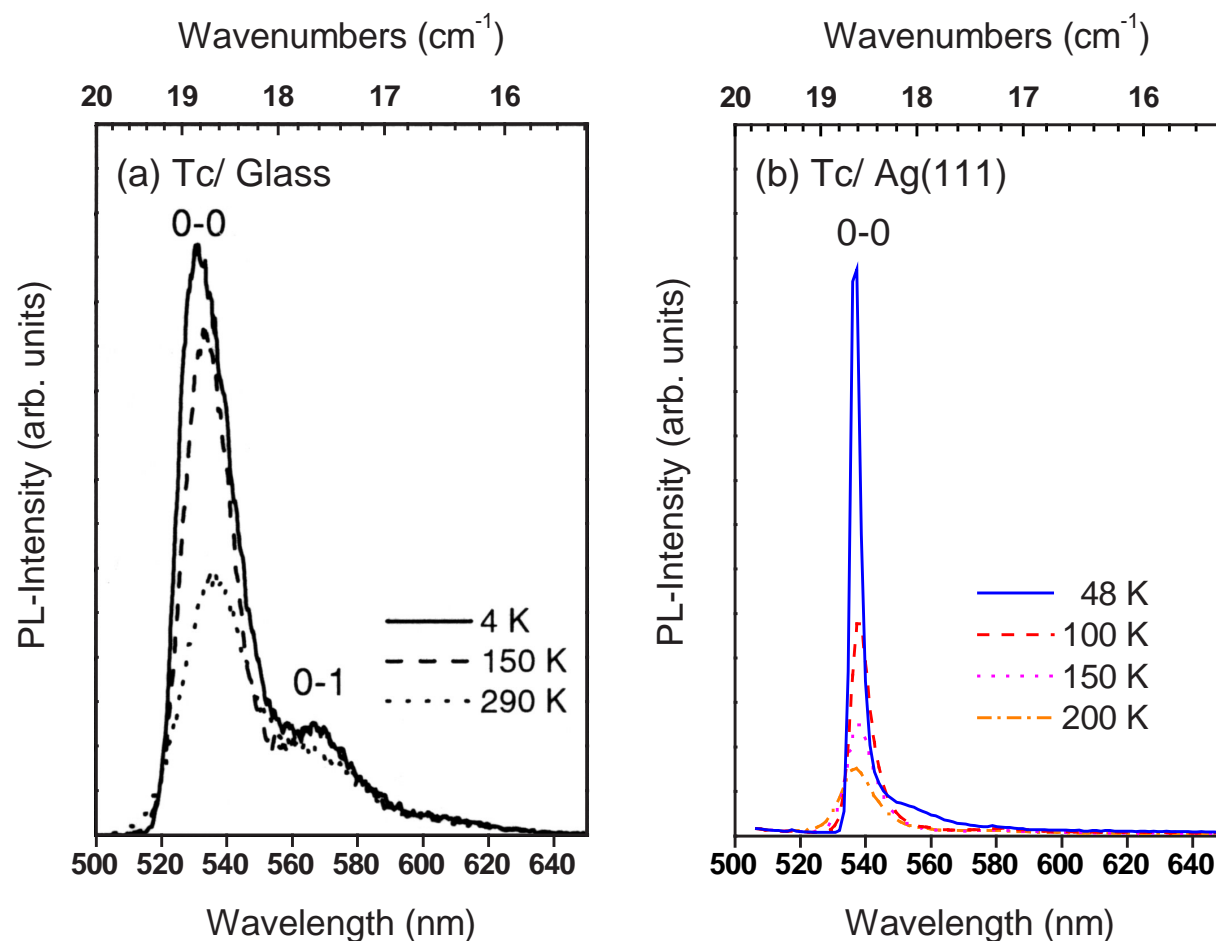 Wavenumbers (cm⁻¹)
20 19 18 17 16
(a) Tc/ Glass
0-0
PL-Intensity (arb. units)
4 K
150 K
290 K
0-1
500 520 540 560 580 600 620 640
Wavelength (nm)
Wavenumbers (cm⁻¹)
20 19 18 17 16
(b) Tc/ Ag(111)
0-0
PL-Intensity (arb. units)
48 K
100 K
150 K
200 K
500 520 540 560 580 600 620 640
Wavelength (nm)